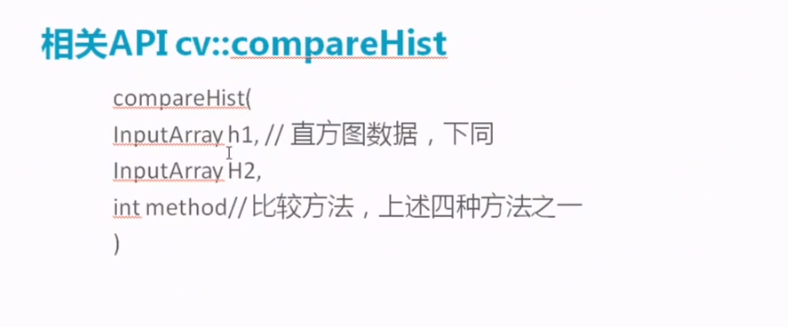 相关API cv::compareHist
compareHist(
InputArray h1, // 直方图数据，下同
InputArray H2,
int method// 比较方法，上述四种方法之一
)